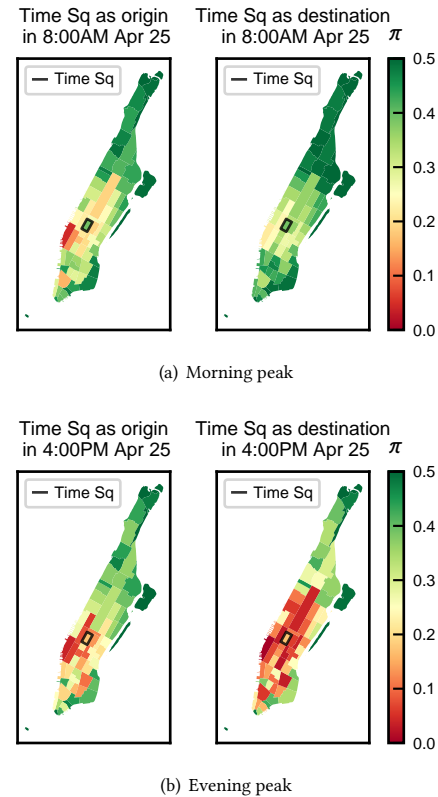 Time Sq as origin
in 8:00AM Apr 25
Time Sq as destination
in 8:00AM Apr 25
π
Time Sq
Time Sq
0.5
0.4
0.3
0.2
0.1
0.0
(a) Morning peak
Time Sq as origin
in 4:00PM Apr 25
Time Sq as destination
in 4:00PM Apr 25
π
Time Sq
Time Sq
0.5
0.4
0.3
0.2
0.1
0.0
(b) Evening peak